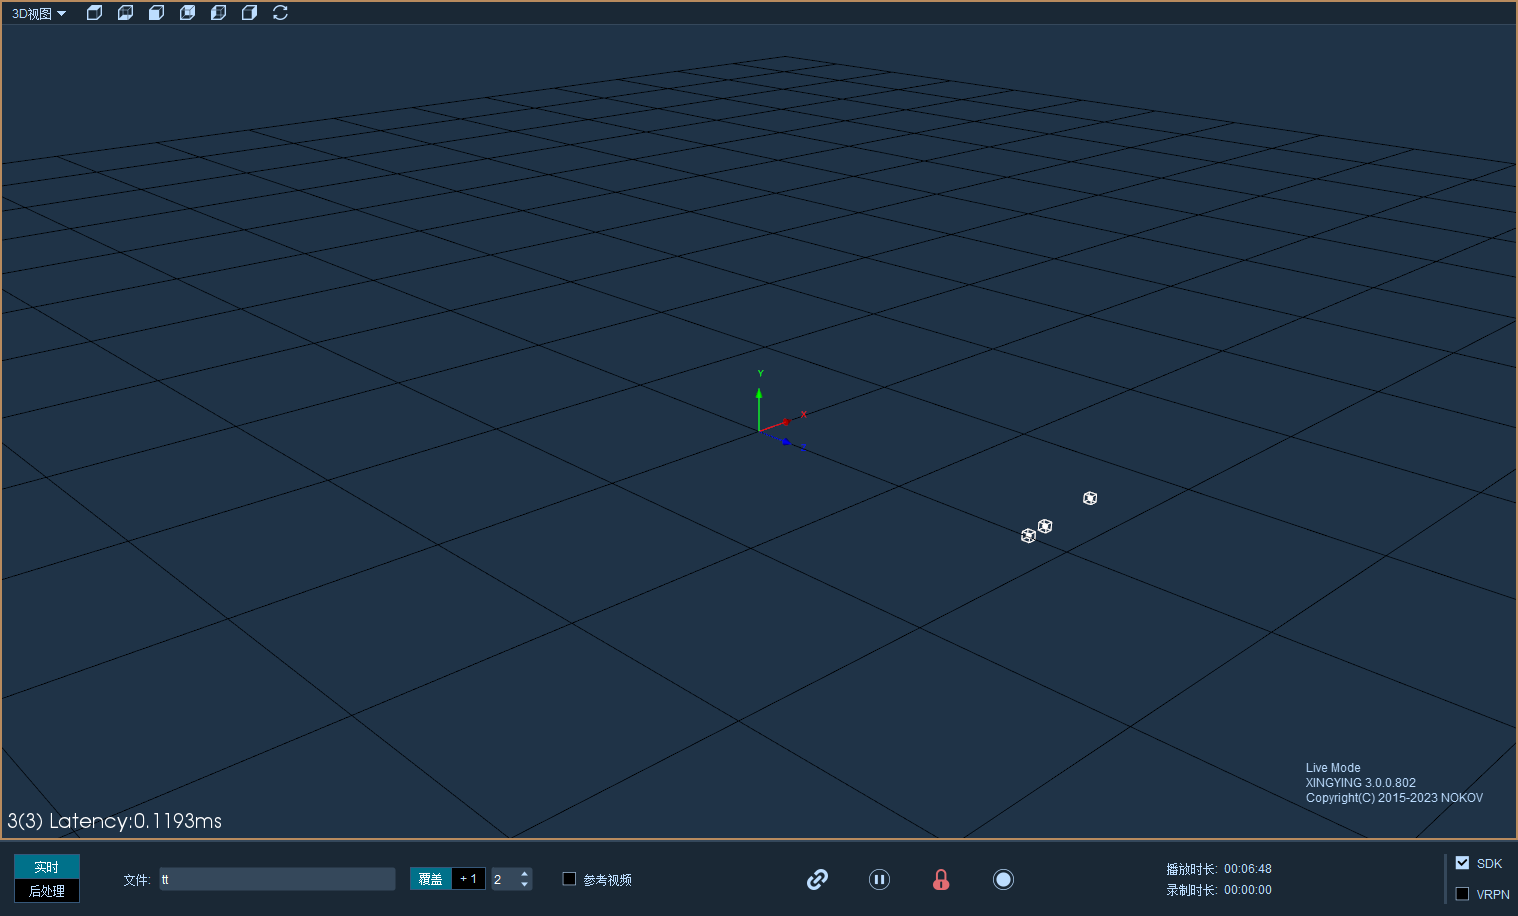 3D视图
Y
X
Z
Live Mode
XINGYING 3.0.0.802
Copyright(C) 2015-2023 NOKOV
3(3) Latency:0.1193ms
实时
后处理
文件: tt
覆盖 +1 2
参考视频
播放时长: 00:06:48
录制时长: 00:00:00
SDK
VRPN